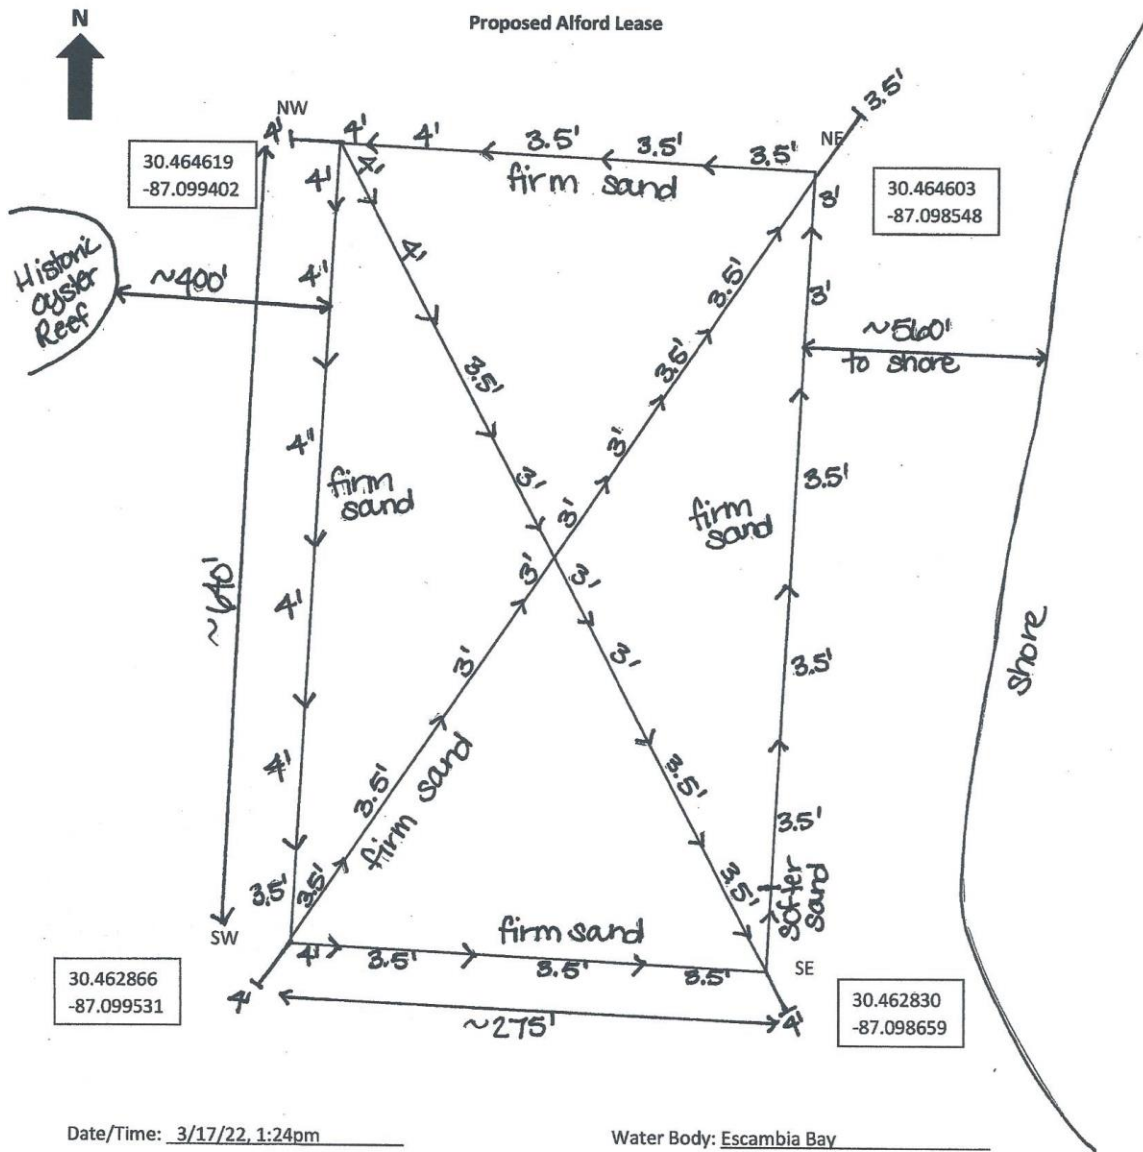 Proposed Alford Lease
N
NW
NE
3.5'
4'
4'
4'
3.5'
3.5'
3.5'
firm sand
30.464619
-87.099402
30.464603
-87.098548
4'
4'
3'
Historic
oyster
Reef
~400'
4'
4'
3.5'
3'
~560'
to shore
3.5'
3.5'
4'
3'
3'
3.5'
firm
sand
3'
firm
sand
~640'
3'
3'
4'
3'
3'
3.5'
shore
4'
3.5'
3.5'
3.5'
firm sand
3.5'
3.5'
3.5'
softer
sand
SW
firm sand
4'
3.5'
3.5'
3.5'
SE
30.462866
-87.099531
4'
~275'
4'
30.462830
-87.098659
Date/Time: 3/17/22, 1:24pm
Water Body: Escambia Bay